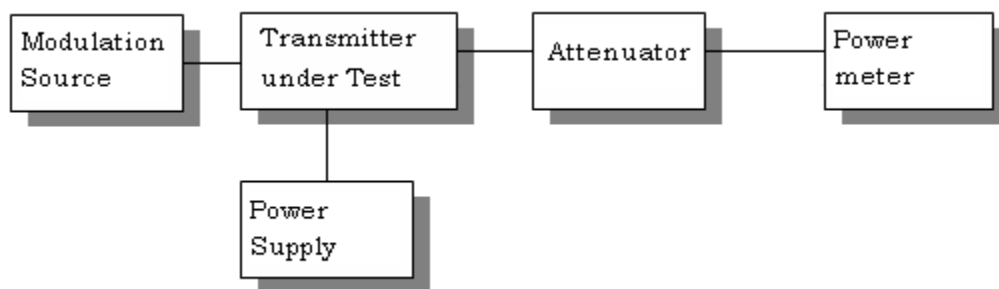 Modulation
Source
Transmitter
under Test
Attenuator
Power
meter
Power
Supply